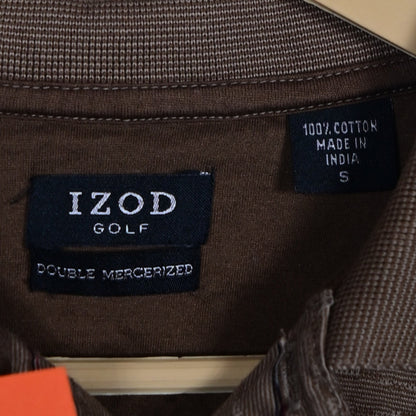 IZOD
GOLF
DOUBLE MERCERIZED
100% COTTON
MADE IN
INDIA
S